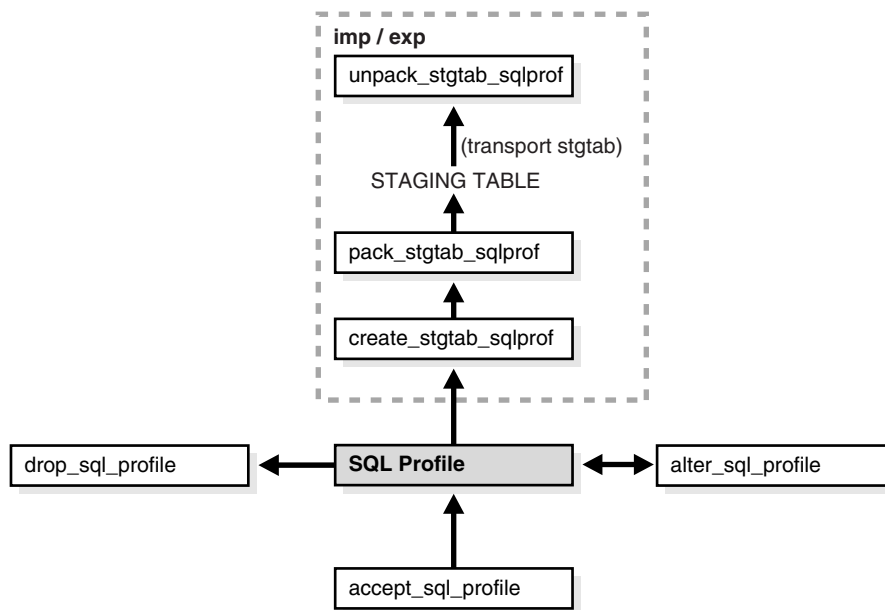 imp / exp
unpack_stgtab_sqlprof
(transport stgtab)
STAGING TABLE
pack_stgtab_sqlprof
create_stgtab_sqlprof
drop_sql_profile
SQL Profile
alter_sql_profile
accept_sql_profile